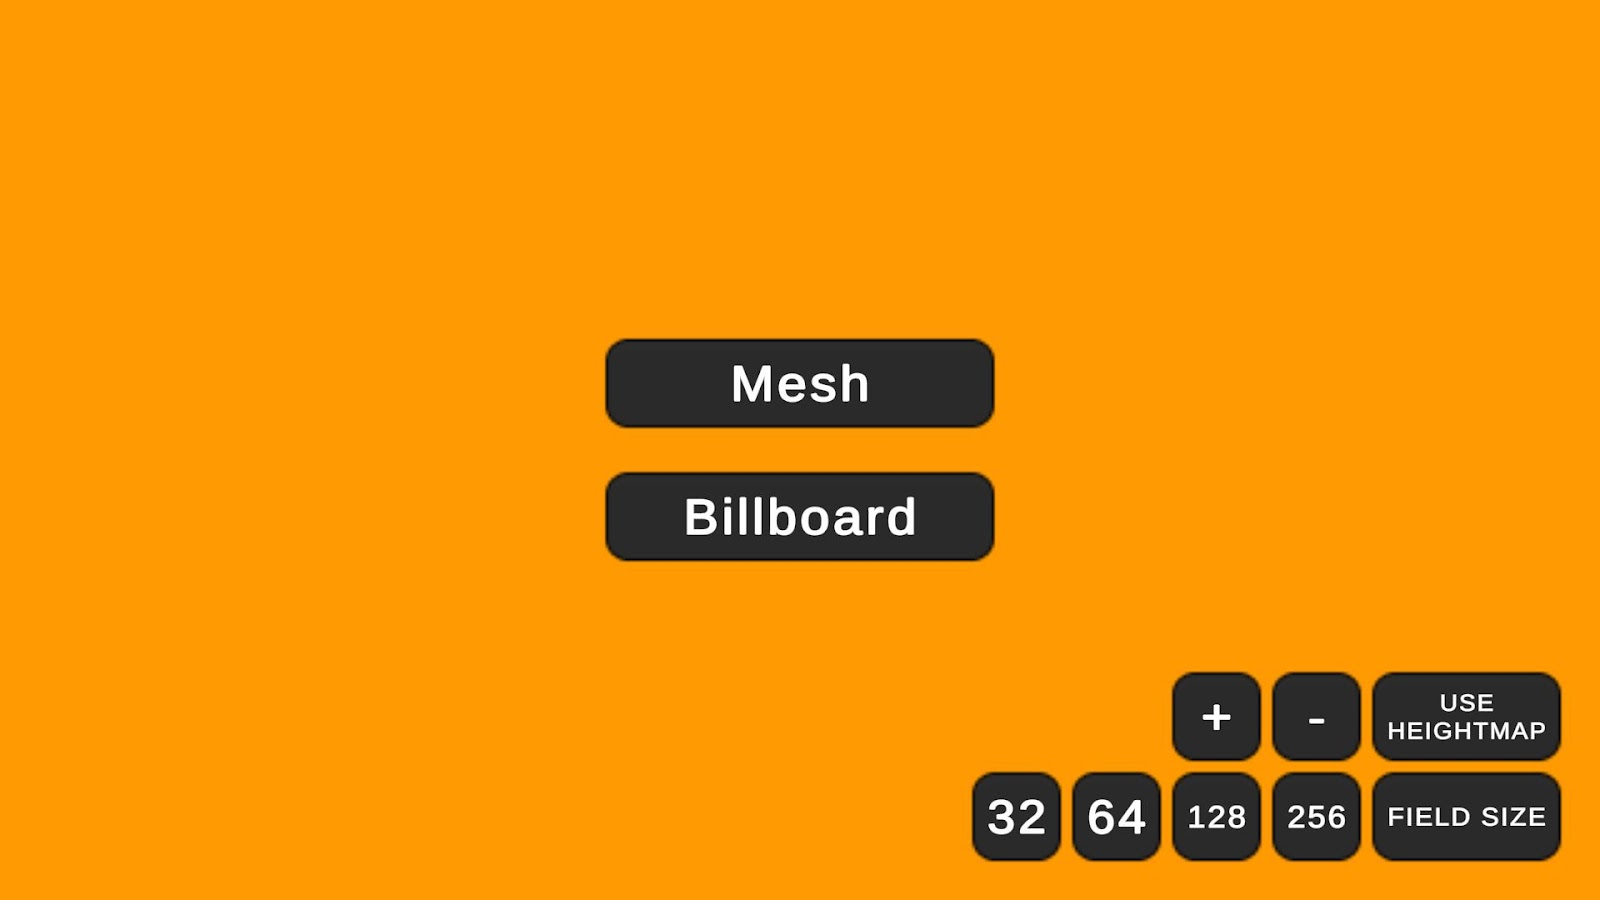 Mesh
Billboard
+ - USE
HEIGHTMAP
32 64 128 256 FIELD SIZE